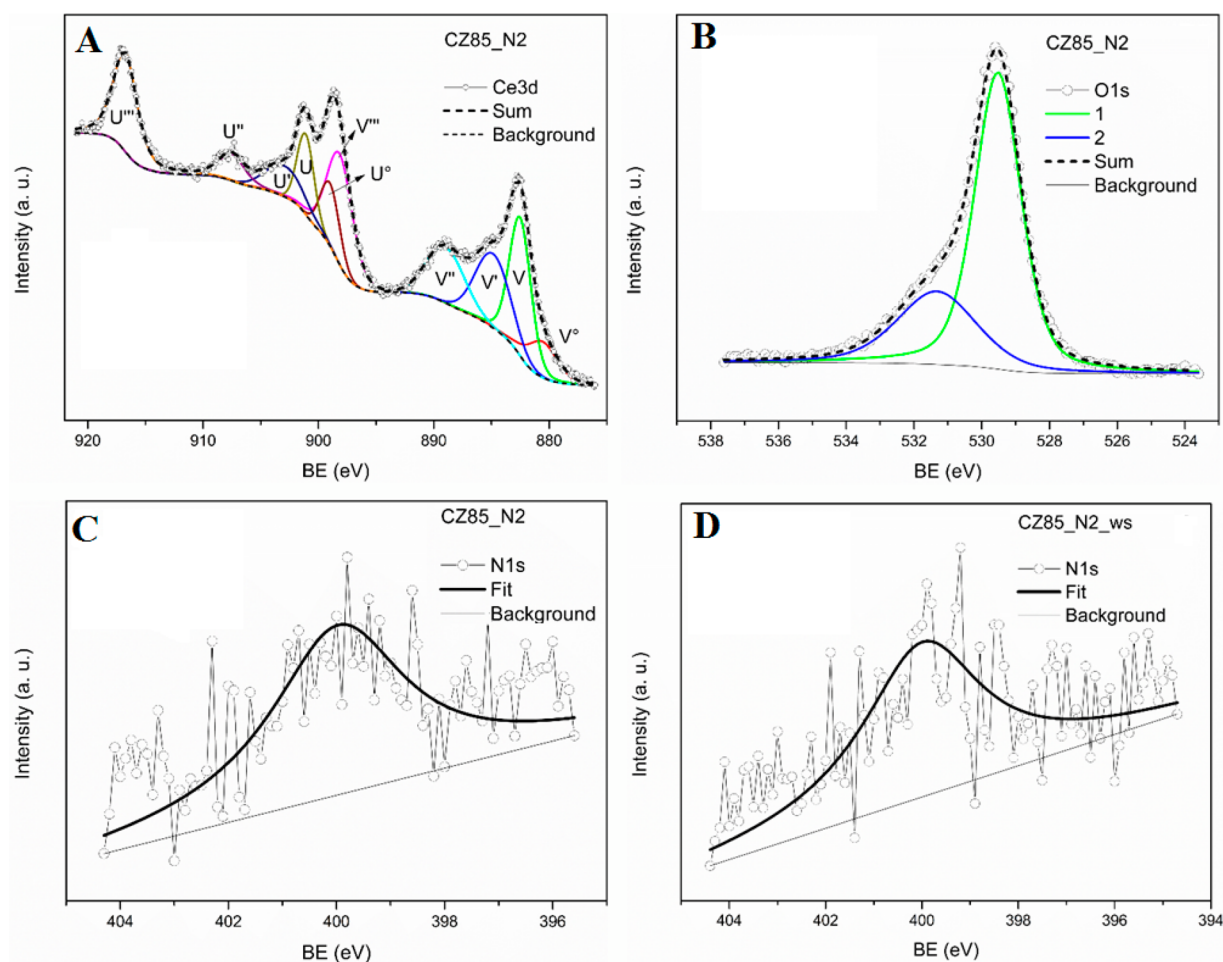 A
CZ85_N2
Ce3d
Sum
Background
U'''
U''
U'
U
V'''
U°
V''
V'
V
V°
Intensity (a. u.)
920
910
900
890
880
BE (eV)
B
CZ85_N2
O1s
1
2
Sum
Background
Intensity (a. u.)
538
536
534
532
530
528
526
524
BE (eV)
C
CZ85_N2
N1s
Fit
Background
Intensity (a. u.)
404
402
400
398
396
BE (eV)
D
CZ85_N2_ws
N1s
Fit
Background
Intensity (a. u.)
404
402
400
398
396
394
BE (eV)